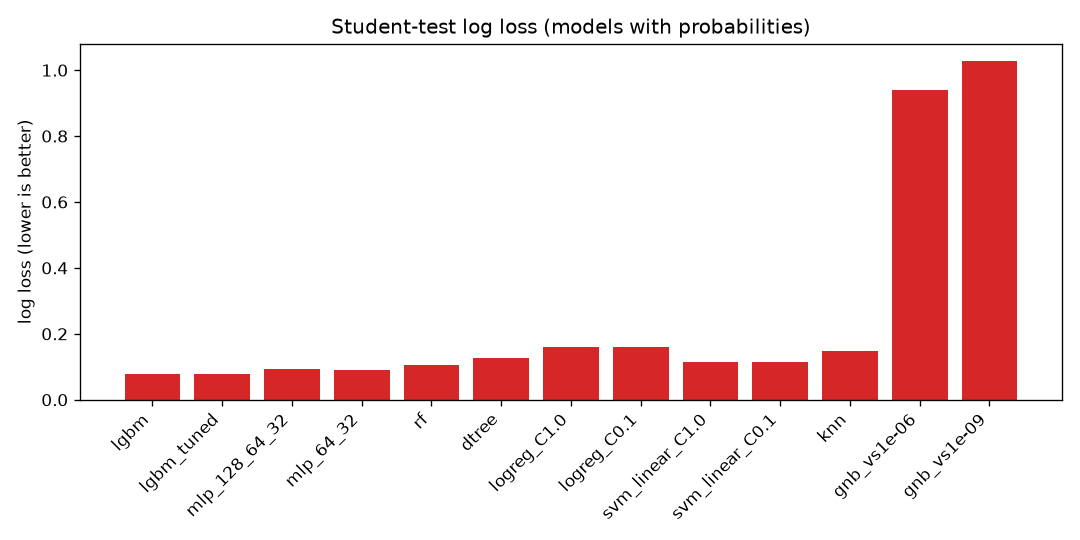 Student-test log loss (models with probabilities)
log loss (lower is better)
1.0
0.8
0.6
0.4
0.2
0.0
lgbm
lgbm_tuned
mlp_128_64_32
mlp_64_32
rf
dtree
logreg_C1.0
logreg_C0.1
svm_linear_C1.0
svm_linear_C0.1
knn
gnb_vs1e-06
gnb_vs1e-09